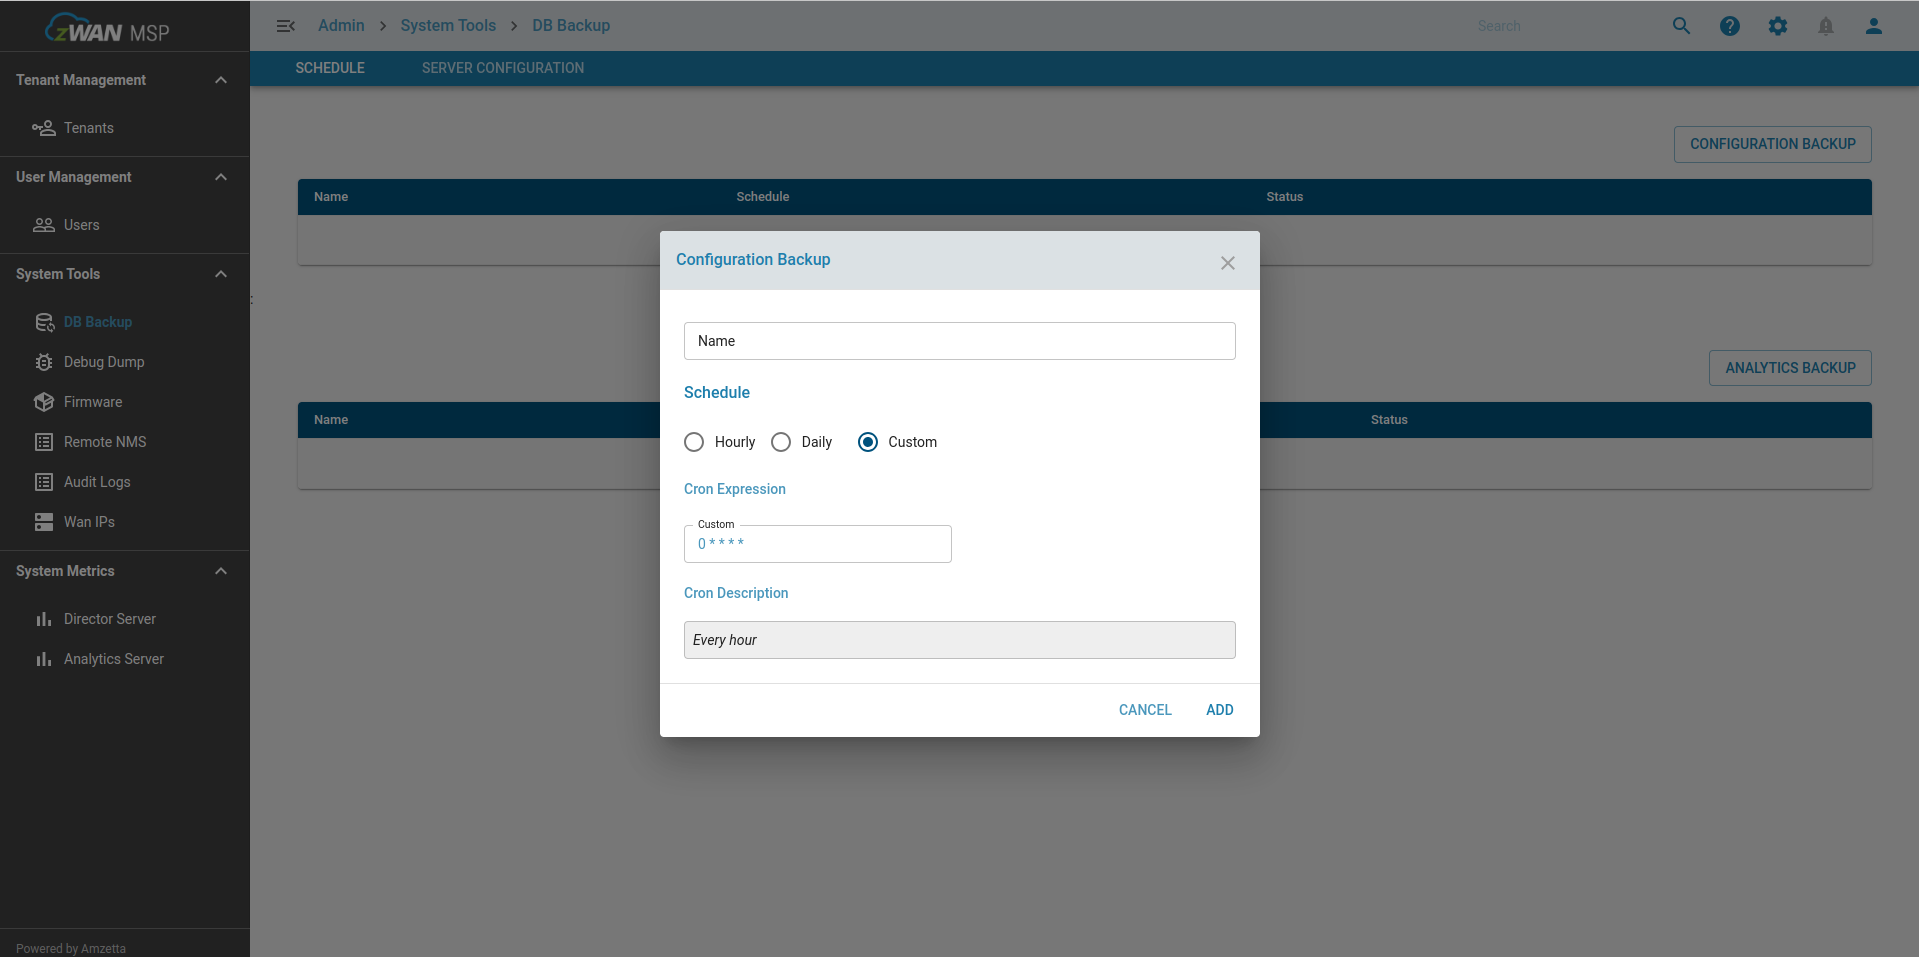 zWAN MSP
Admin > System Tools > DB Backup
Search
SCHEDULE SERVER CONFIGURATION
Tenant Management
Tenants
User Management
Users
System Tools
DB Backup
Debug Dump
Firmware
Remote NMS
Audit Logs
Wan IPs
System Metrics
Director Server
Analytics Server
Powered by Amzetta
CONFIGURATION BACKUP
Name Schedule Status
:
ANALYTICS BACKUP
Name Status
Configuration Backup
Name
Schedule
Hourly Daily Custom
Cron Expression
Custom
0 * * * *
Cron Description
Every hour
CANCEL ADD